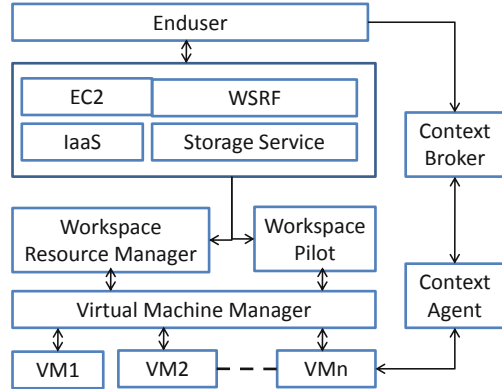 Enduser
EC2
WSRF
IaaS
Storage Service
Context
Broker
Workspace
Resource Manager
Workspace
Pilot
Virtual Machine Manager
Context
Agent
VM1
VM2
VMn